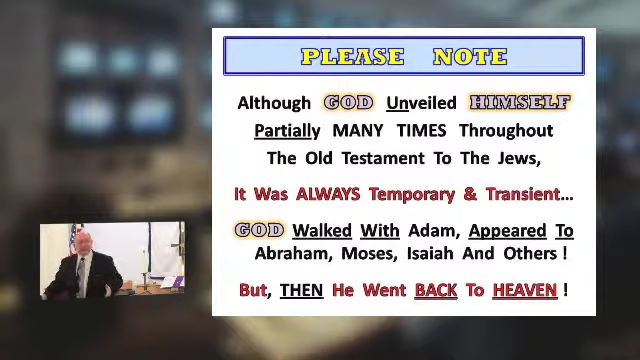 PLEASE NOTE
Although GOD Unveiled HIMSELF
Partially MANY TIMES Throughout
The Old Testament To The Jews,
It Was ALWAYS Temporary & Transient...
GOD Walked With Adam, Appeared To
Abraham, Moses, Isaiah And Others !
But, THEN He Went BACK To HEAVEN !